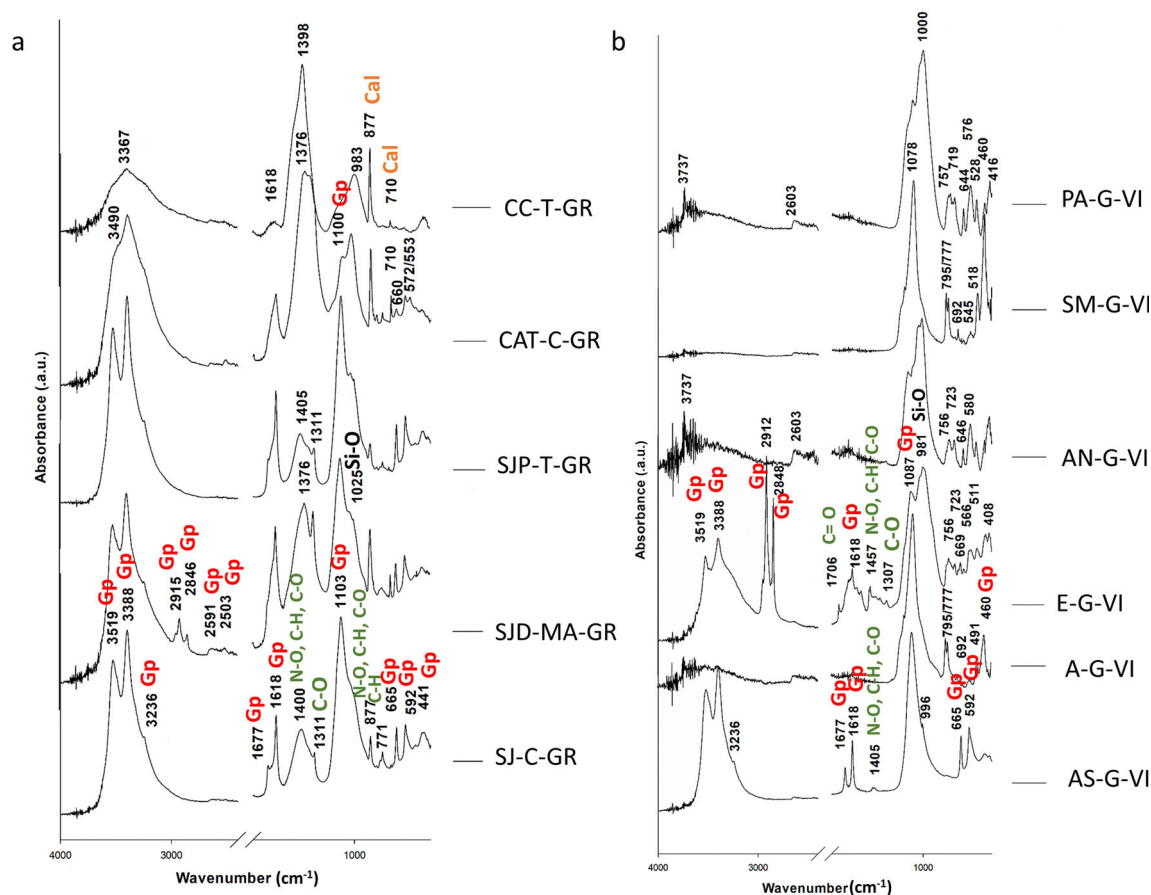 a
1398
3367
3490
1618
1376
1100
Gp
983
877
Cal
710
Cal
CC-T-GR
710
660
572/553
CAT-C-GR
1405
1311
SJP-T-GR
1376
Si-O
1025
Gp
1103
3519
Gp
3388
Gp
2915
Gp
2846
Gp
2591
Gp
2503
Gp
SJD-MA-GR
3236
Gp
1677
Gp
1618
Gp
1400
N-O, C-H, C-O
1311
C-O
N-O, C-H, C-O
C-H
877
771
665
Gp
592
Gp
441
Gp
SJ-C-GR
Absorbance (.a.u.)
4000
3000
1000
Wavenumber (cm-1)
b
1000
3737
2603
1078
757
719
644
576
528
460
416
PA-G-VI
795/777
692
545
518
SM-G-VI
3737
2603
Si-O
756
723
646
580
AN-G-VI
3519
Gp
3388
Gp
2912
Gp
2848
Gp
1706
C= O
1618
Gp
1457
N-O, C-H, C-O
1307
C-O
1087
Gp
981
756
723
669
566
511
408
E-G-VI
795/777
692
491
460
Gp
A-G-VI
3236
1677
Gp
1618
Gp
1405
N-O, C-H, C-O
996
665
Gp
592
Gp
AS-G-VI
Absorbance (.a.u.)
4000
3000
1000
Wavenumber(cm-1)